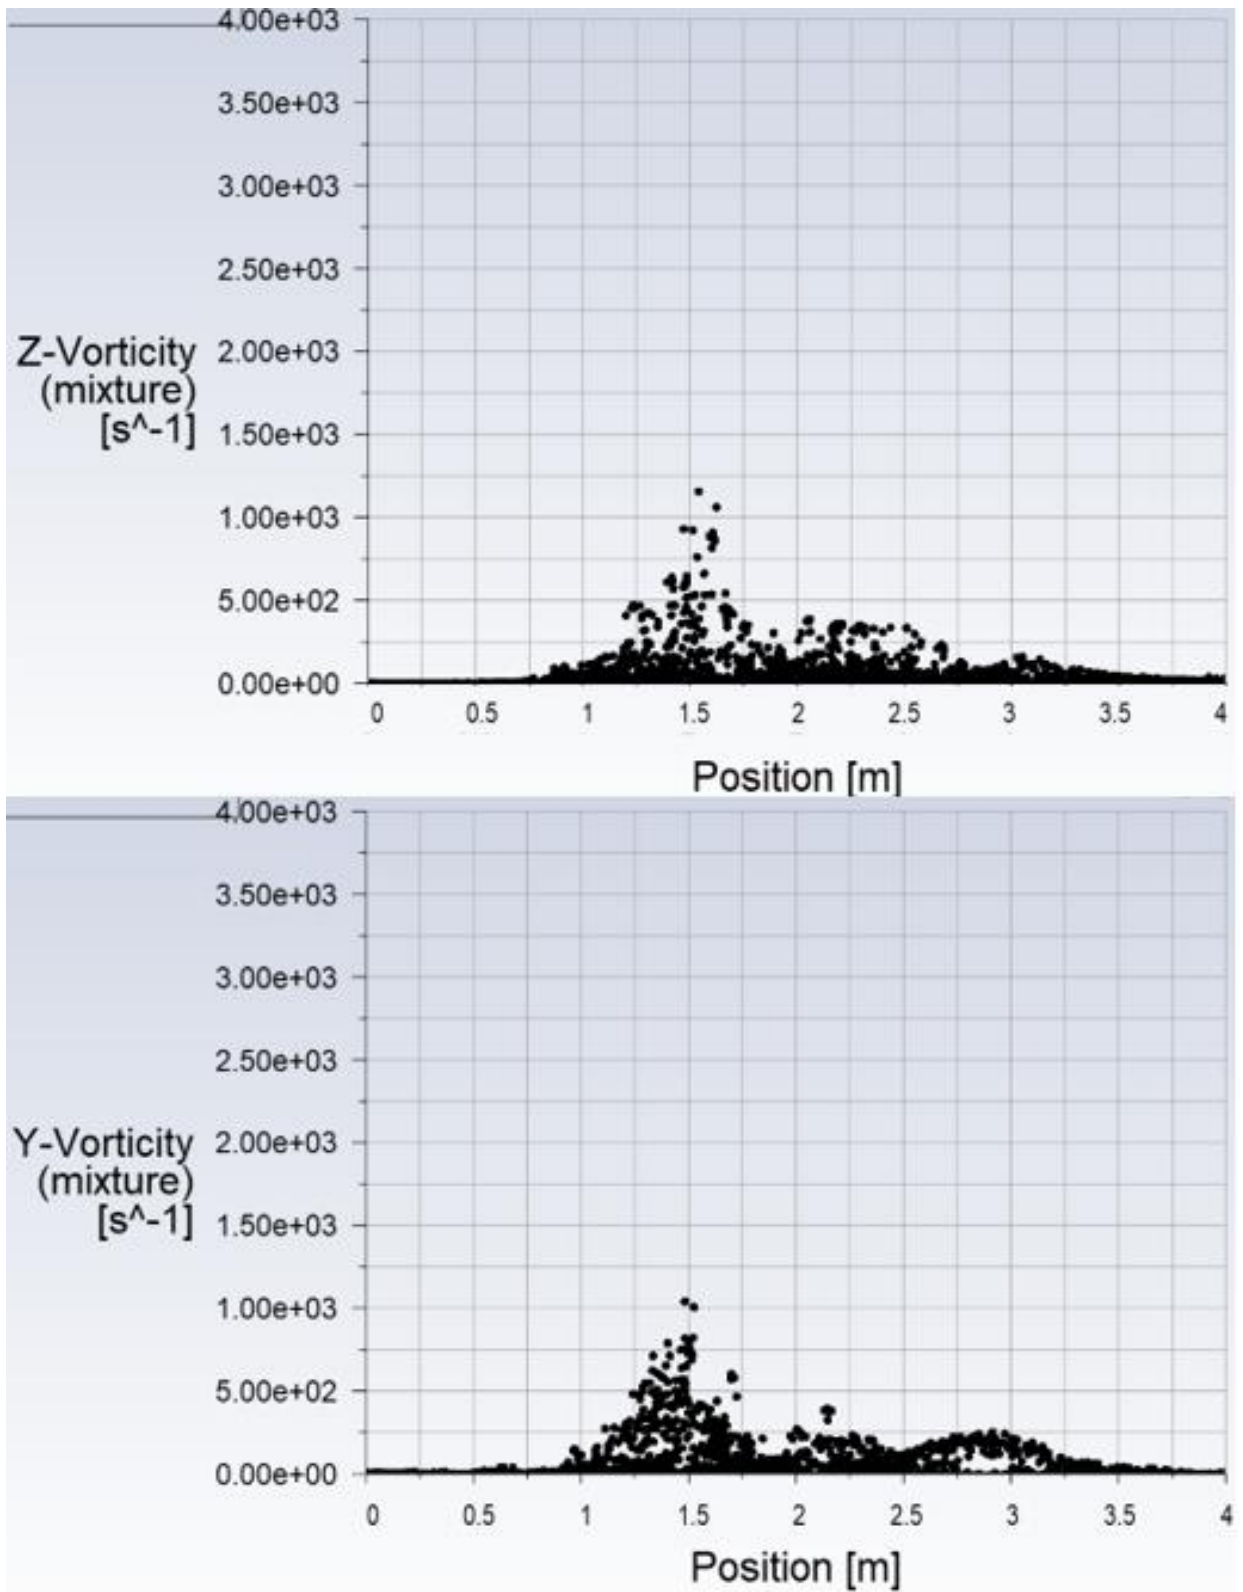 4.00e+03
3.50e+03
3.00e+03
2.50e+03
Z-Vorticity 2.00e+03
(mixture)
[s^-1] 1.50e+03
1.00e+03
5.00e+02
0.00e+00
0 0.5 1 1.5 2 2.5 3 3.5 4
Position [m]
4.00e+03
3.50e+03
3.00e+03
2.50e+03
Y-Vorticity 2.00e+03
(mixture)
[s^-1] 1.50e+03
1.00e+03
5.00e+02
0.00e+00
0 0.5 1 1.5 2 2.5 3 3.5 4
Position [m]